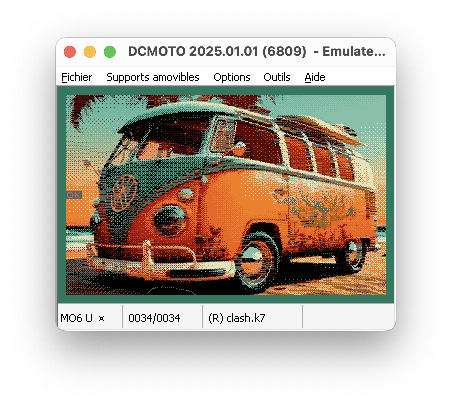 DCMOTO 2025.01.01 (6809) - Emulate...
Fichier Supports amovibles Options Outils Aide
MO6 U × 0034/0034 (R) clash.k7